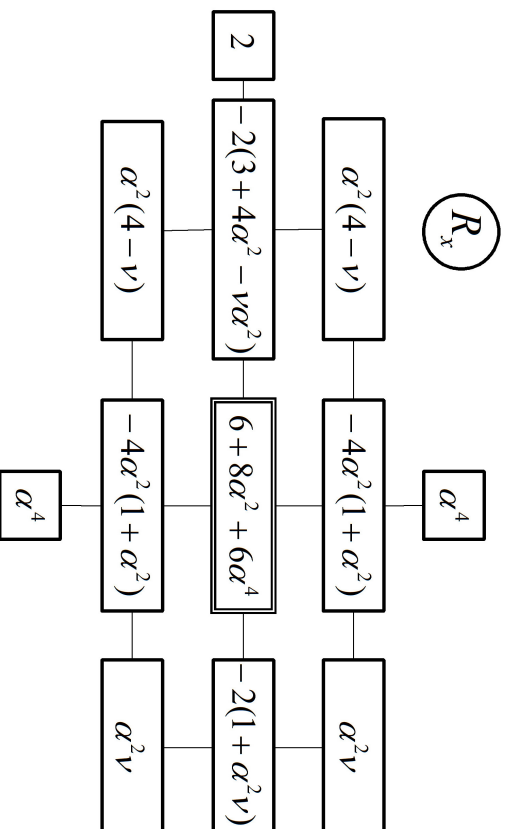 Rₓ
α⁴
α²(4 − ν)
−4α²(1 + α²)
α²ν
2
−2(3 + 4α² − να²)
6 + 8α² + 6α⁴
−2(1 + α²ν)
α²(4 − ν)
−4α²(1 + α²)
α²ν
α⁴